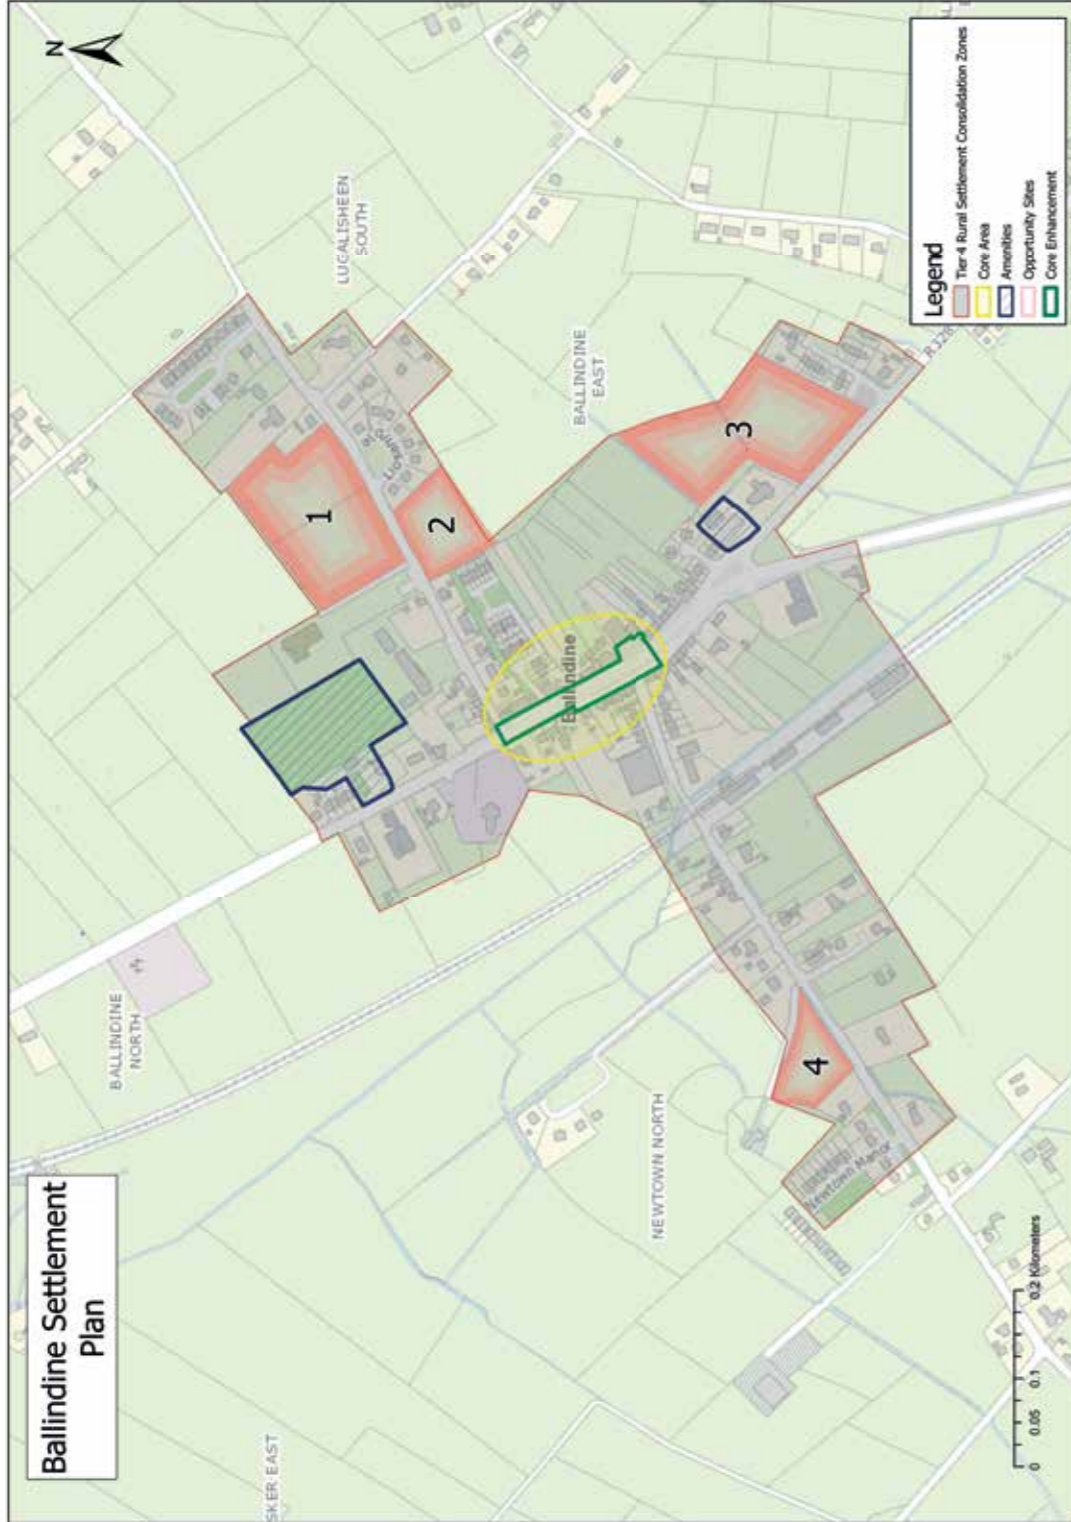 Ballindine Settlement
Plan
N
SKER EAST
BALLINDINE
NORTH
LUGALISHEEN
SOUTH
1
2
BALLINDINE
EAST
Ballindine
3
NEWTOWN NORTH
4
Newtown Manor
R328
0 0.05 0.1 0.2 Kilometers
Legend
Tier 4 Rural Settlement Consolidation Zones
Core Area
Amenities
Opportunity Sites
Core Enhancement